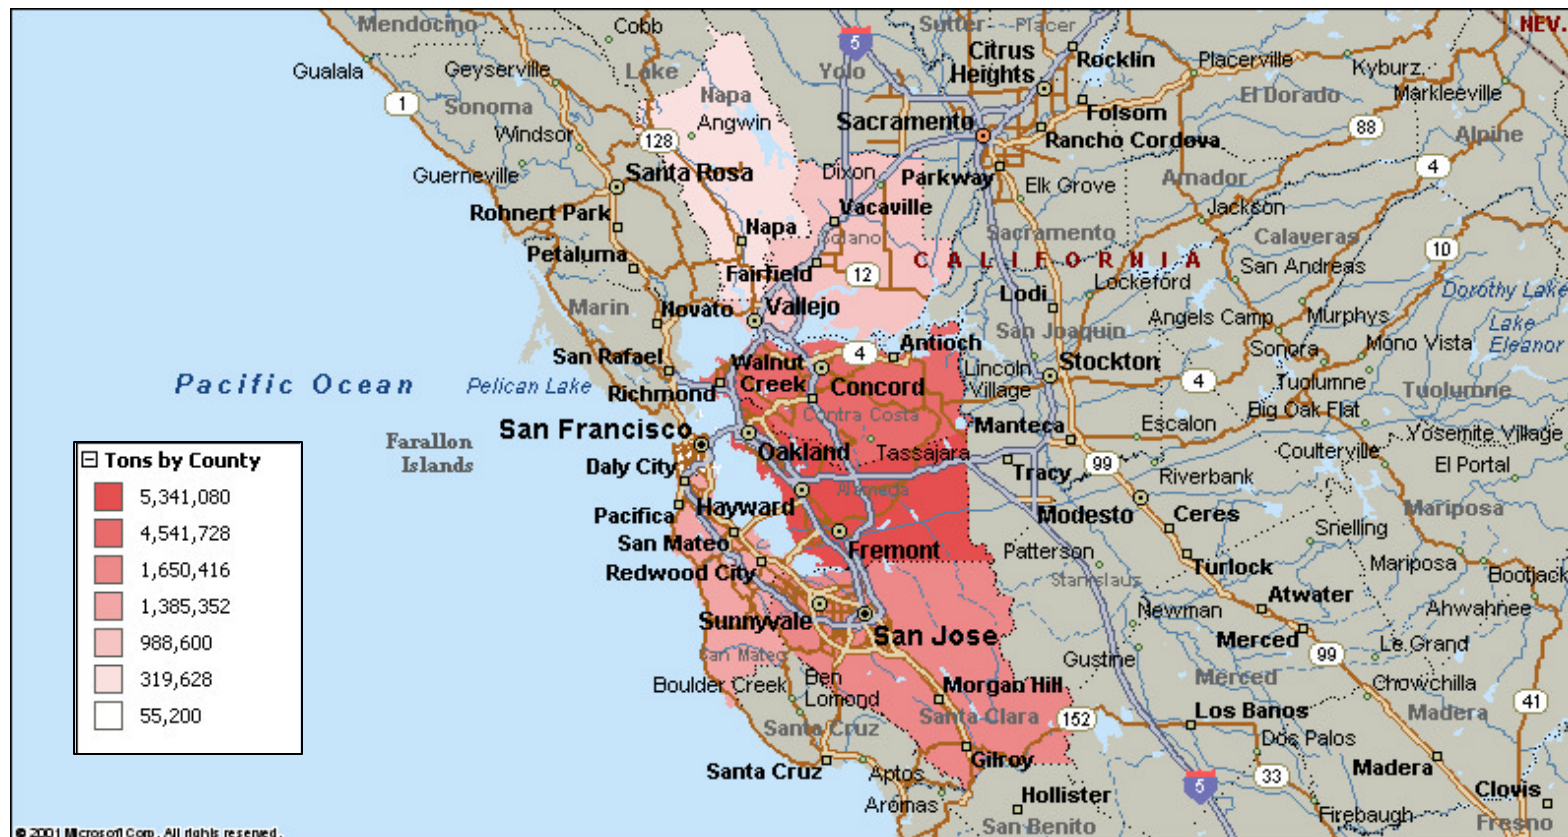 Mendocino
Cobb
Sutter
Placer
NEV.
Gualala
Geyserville
Lake
5
Yolo
Citrus
Heights
Rocklin
Placerville
Kyburz
Markleeville
1
Sonoma
Napa
Angwin
El Dorado
Folsom
Windsor
128
Sacramento
Rancho Cordova
88
Alpine
Guerneville
Santa Rosa
Dixon
Parkway
Elk Grove
Amador
4
Rohnert Park
Vacaville
Jackson
Napa
Solano
Sacramento
Calaveras
10
Petaluma
Fairfield
12
CALIFORNIA
San Andreas
Marin
Novato
Vallejo
Lodi
Lockeford
Dorothy Lake
San Joaquin
Angels Camp
Murphys
Lake
Eleanor
San Rafael
Walnut
Creek
4
Antioch
Lincoln
Village
Stockton
Sonora
Mono Vista
Pacific Ocean
Pelican Lake
Richmond
Concord
4
Tuolumne
Tuolumne
Contra Costa
Big Oak Flat
Farallon
Islands
San Francisco
Oakland
Tassajara
Manteca
Escalon
Yosemite Village
Daly City
Tracy
99
Coulterville
El Portal
Alameda
Riverbank
Pacifica
Hayward
Modesto
Ceres
Mariposa
San Mateo
Fremont
Patterson
Snelling
Redwood City
Stanislaus
Turlock
Mariposa
Bootjack
Sunnyvale
San Jose
Newman
Atwater
Ahwahnee
Merced
Le Grand
San Mateo
Gustine
99
Boulder Creek
Ben
Lomond
Morgan Hill
Merced
Chowchilla
Santa Cruz
Santa Clara
152
Los Banos
Madera
41
Gilroy
Dos Palos
Santa Cruz
Aptos
33
Madera
Aromas
Hollister
5
Clovis
San Benito
Firebaugh
Fresno
Tons by County
5,341,080
4,541,728
1,650,416
1,385,352
988,600
319,628
55,200
© 2001 Microsoft Corp. All rights reserved.